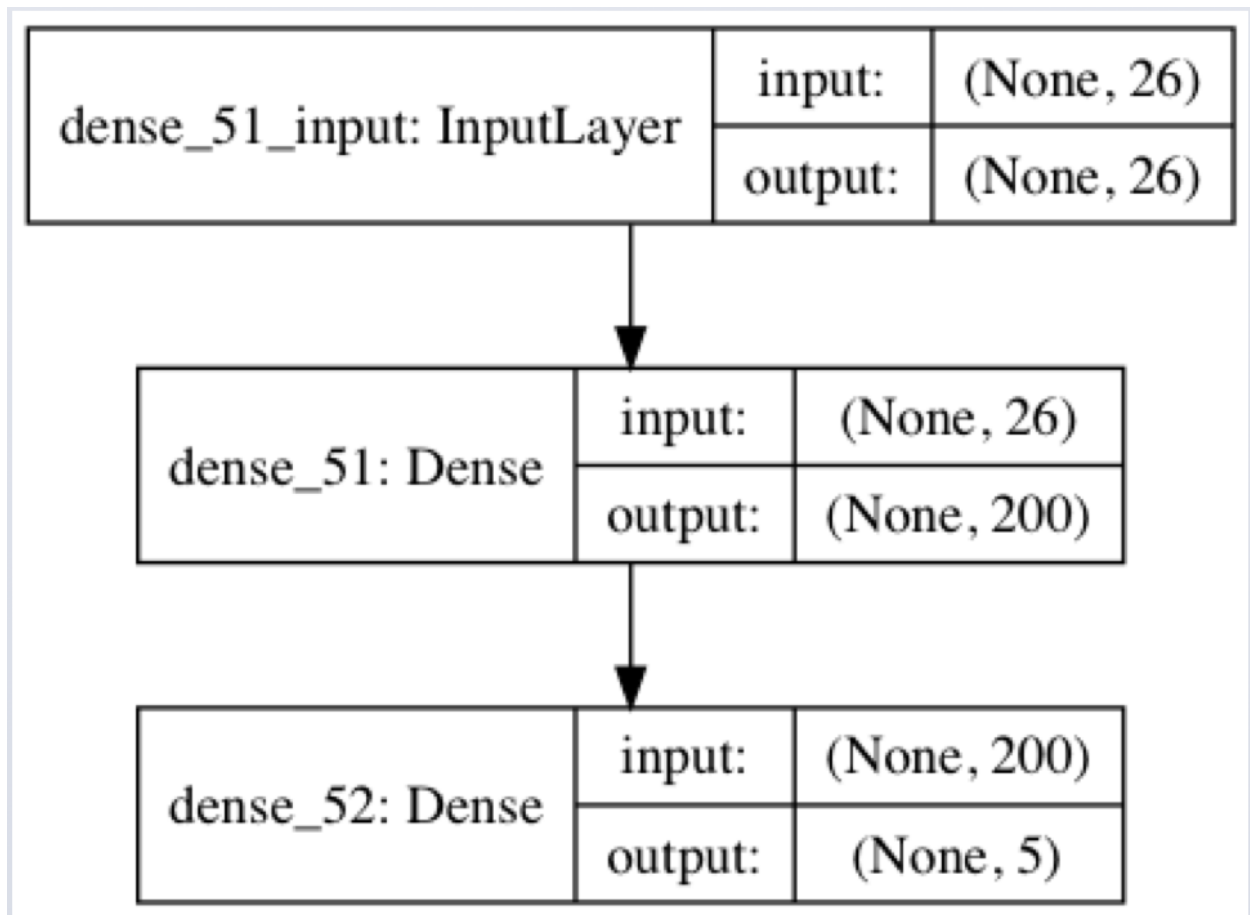 dense_51_input: InputLayer
input: (None, 26)
output: (None, 26)
dense_51: Dense
input: (None, 26)
output: (None, 200)
dense_52: Dense
input: (None, 200)
output: (None, 5)